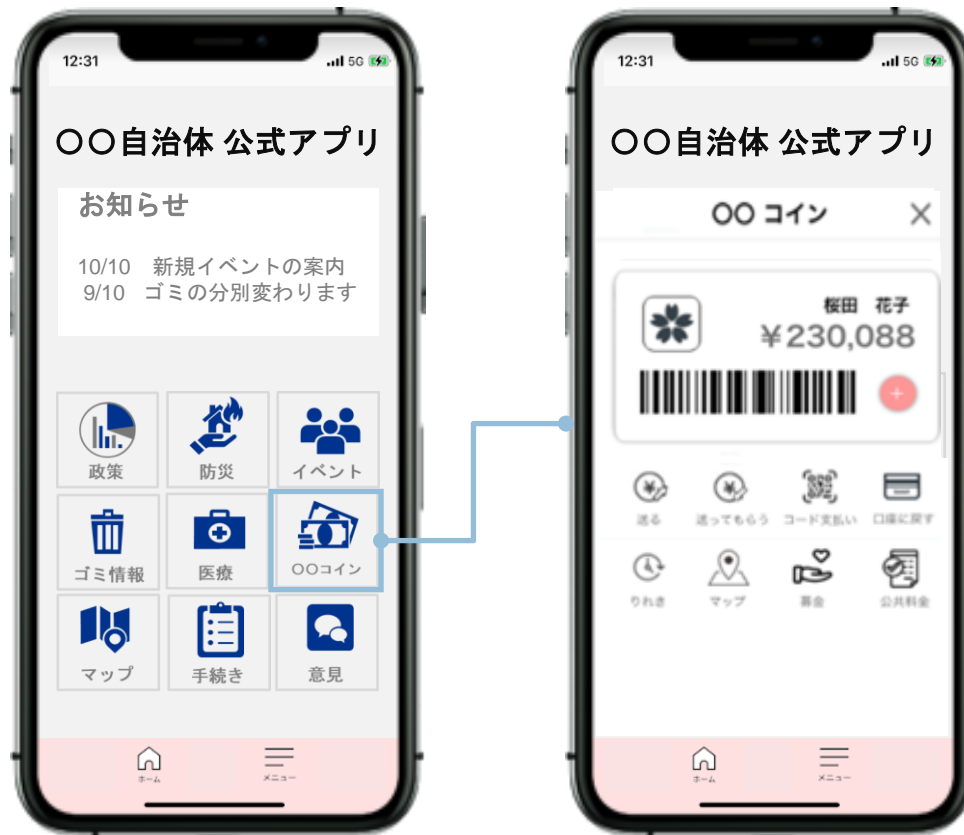 12:31
5G
〇〇自治体 公式アプリ
お知らせ
10/10 新規イベントの案内
9/10 ゴミの分別変わります
政策
防災
イベント
ゴミ情報
医療
〇〇コイン
マップ
手続き
意見
ホーム
メニュー
12:31
5G
〇〇自治体 公式アプリ
〇〇 コイン
桜田 花子
¥230,088
送る
送ってもらう
コード支払い
口座に戻す
りれき
マップ
募金
公共料金
ホーム
メニュー